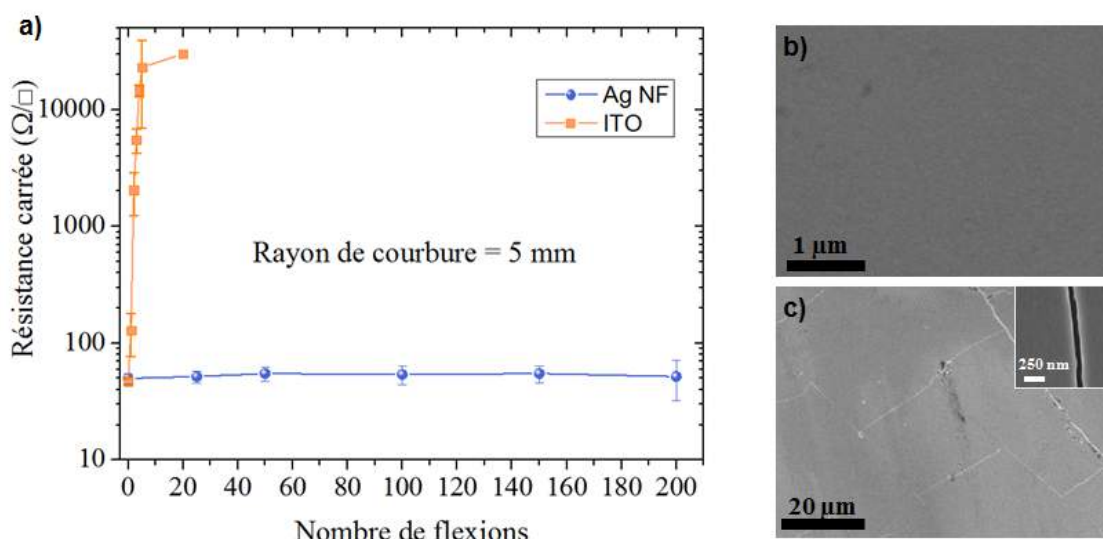 a)
Résistance carrée (Ω/□)
10000
1000
100
10
Ag NF
ITO
Rayon de courbure = 5 mm
0 20 40 60 80 100 120 140 160 180 200
Nombre de flexions
b)
1 µm
c)
250 nm
20 µm